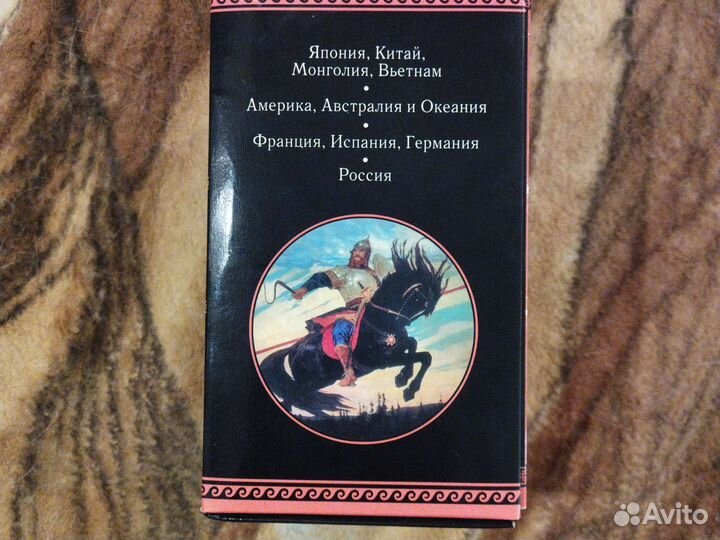 Япония, Китай,
Монголия, Вьетнам
•
Америка, Австралия и Океания
•
Франция, Испания, Германия
•
Россия
Avito